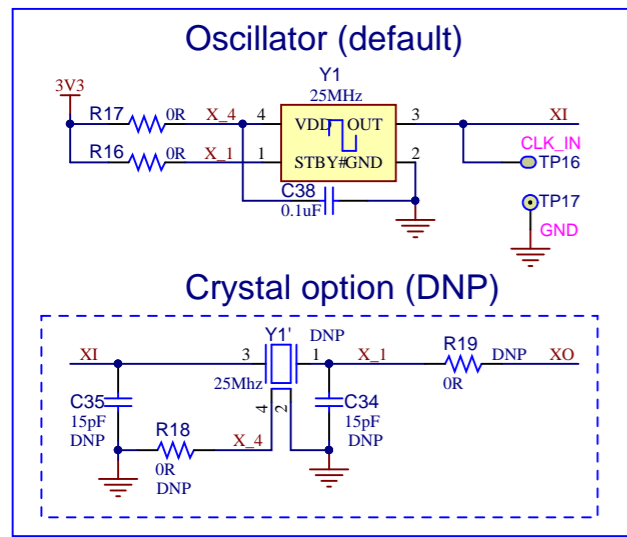 Oscillator (default)
Y1
25MHz
3V3
R17 0R X_4 4 VDD OUT 3 XI
CLK_IN
R16 0R X_1 1 STBY# GND 2 TP16
C38
0.1uF
TP17
GND
Crystal option (DNP)
Y1' DNP
XI 3 1 X_1 R19 DNP XO
25Mhz 0R
C35 4 2 C34
15pF 15pF
DNP R18 X_4 DNP
0R
DNP